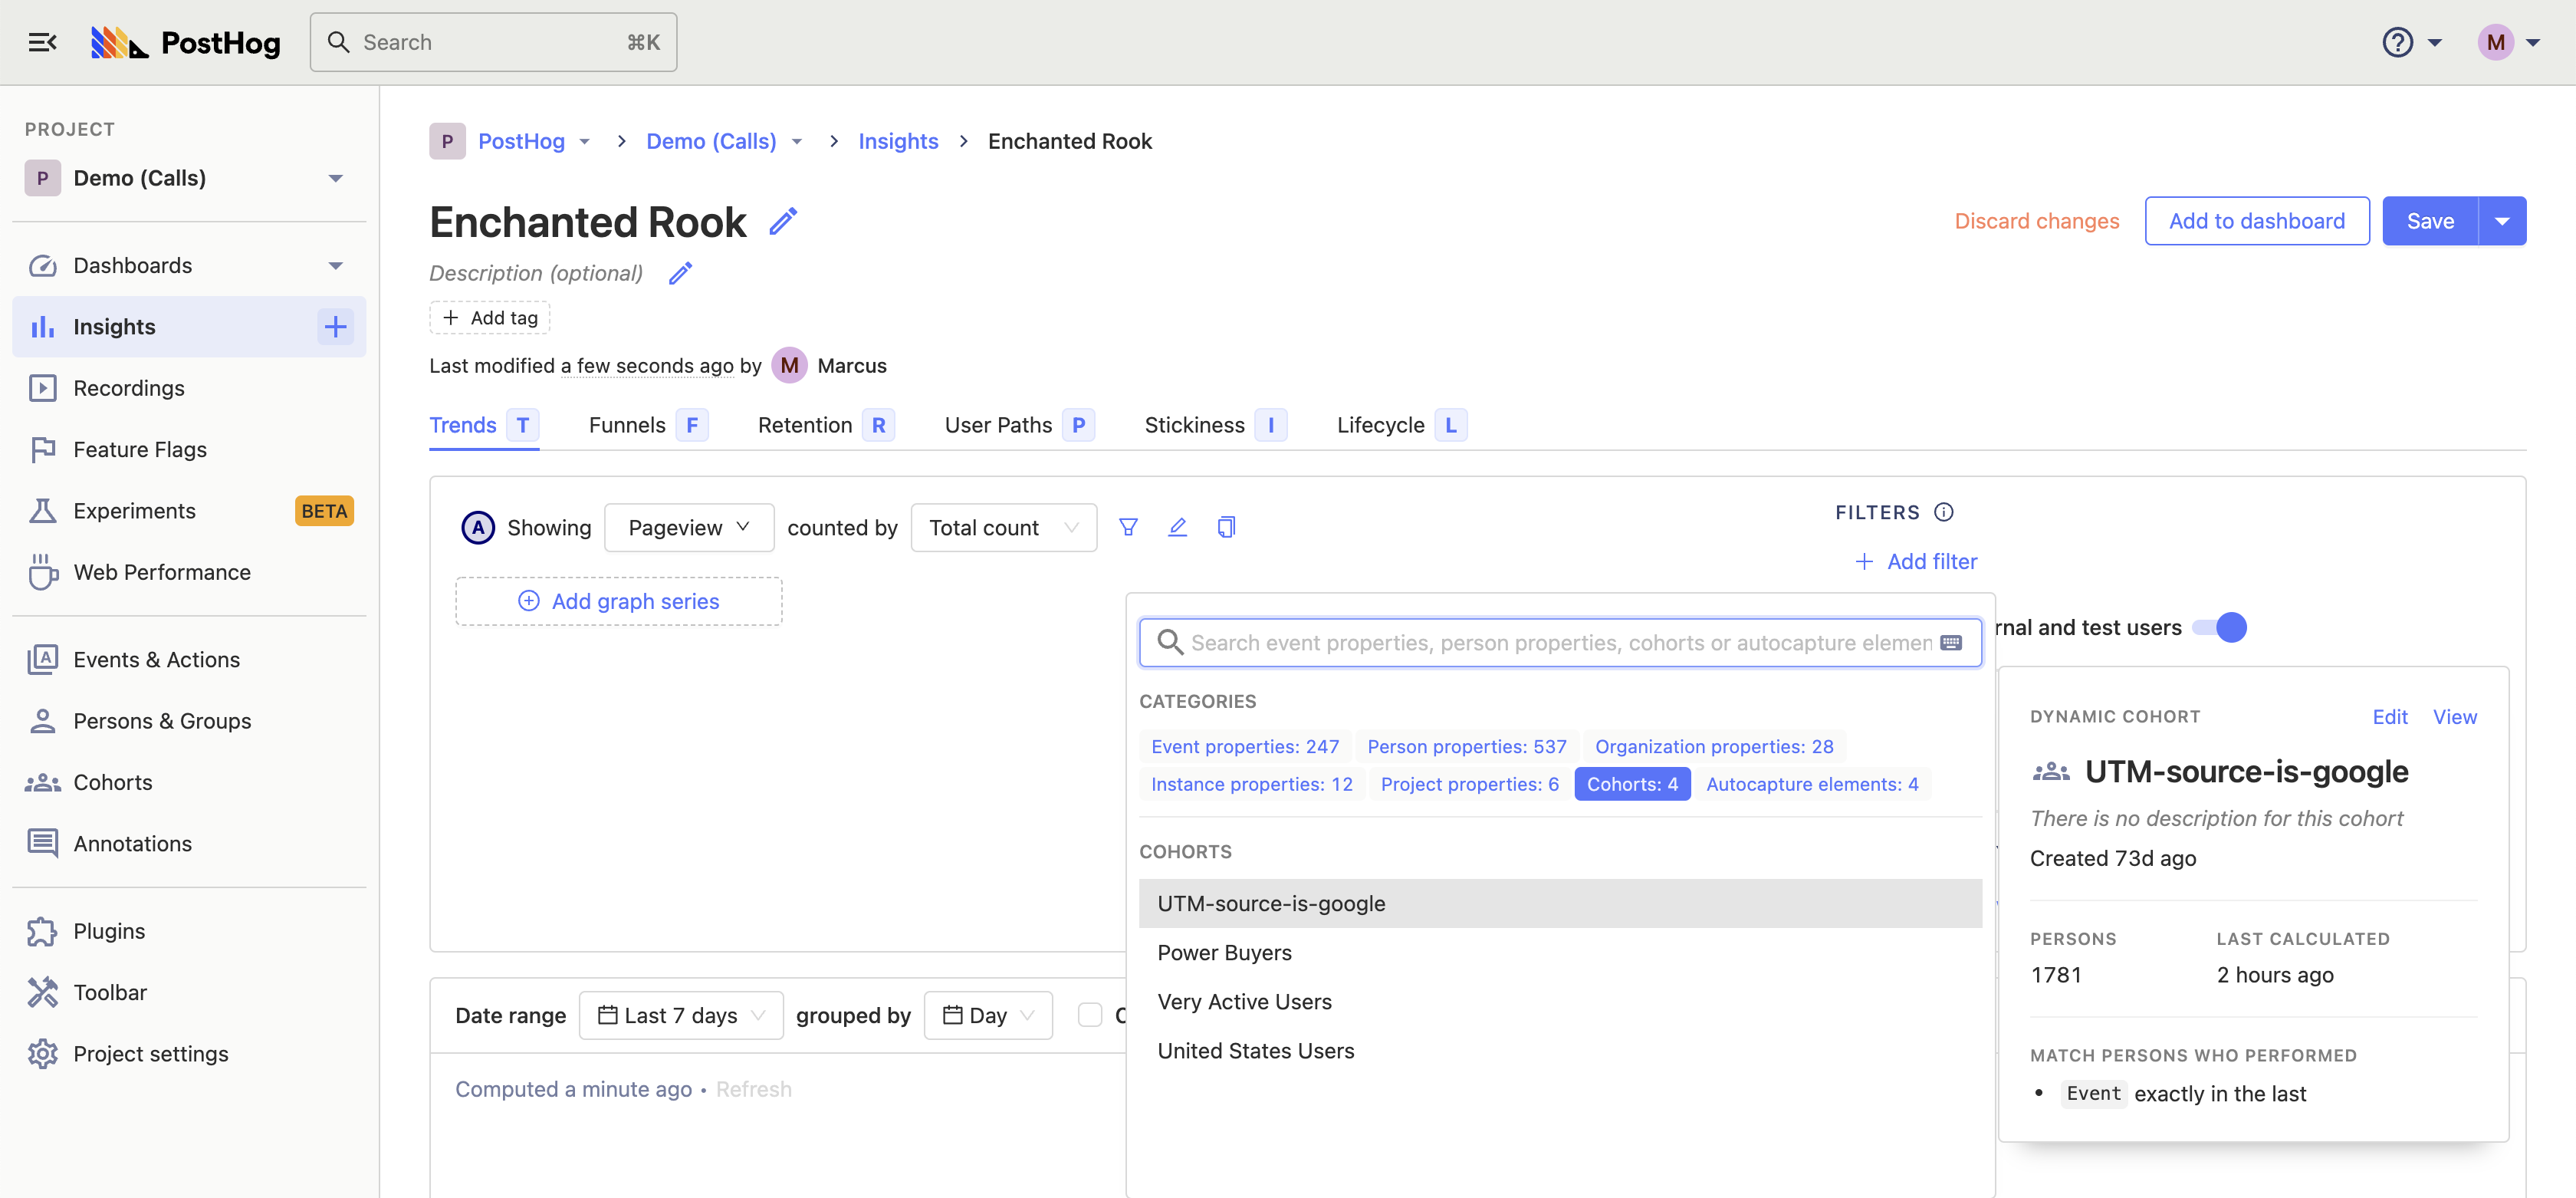 PostHog
Search ⌘K
M
PROJECT
P Demo (Calls)
Dashboards
Insights
Recordings
Feature Flags
Experiments BETA
Web Performance
Events & Actions
Persons & Groups
Cohorts
Annotations
Plugins
Toolbar
Project settings
P PostHog > Demo (Calls) > Insights > Enchanted Rook
Enchanted Rook
Discard changes Add to dashboard Save
Description (optional)
+ Add tag
Last modified a few seconds ago by M Marcus
Trends T Funnels F Retention R User Paths P Stickiness I Lifecycle L
A Showing Pageview counted by Total count
Add graph series
FILTERS
+ Add filter
rnal and test users
Search event properties, person properties, cohorts or autocapture elemen
CATEGORIES
Event properties: 247 Person properties: 537 Organization properties: 28
Instance properties: 12 Project properties: 6 Cohorts: 4 Autocapture elements: 4
COHORTS
UTM-source-is-google
Power Buyers
Very Active Users
United States Users
DYNAMIC COHORT Edit View
UTM-source-is-google
There is no description for this cohort
Created 73d ago
PERSONS LAST CALCULATED
1781 2 hours ago
MATCH PERSONS WHO PERFORMED
• Event exactly in the last
Date range Last 7 days grouped by Day
Computed a minute ago • Refresh